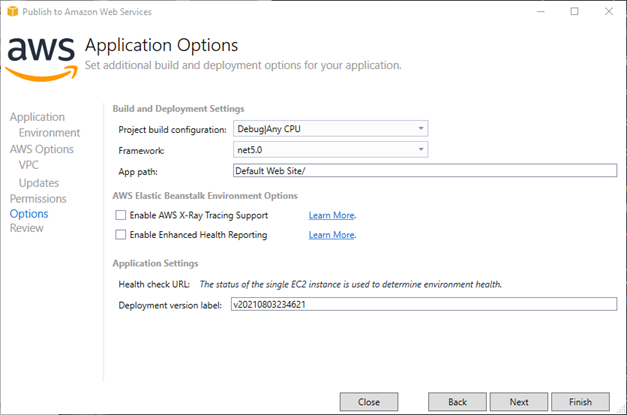 Publish to Amazon Web Services
aws
Application Options
Set additional build and deployment options for your application.
Application
Environment
AWS Options
VPC
Updates
Permissions
Options
Review
Build and Deployment Settings
Project build configuration: Debug|Any CPU
Framework: net5.0
App path: Default Web Site/
AWS Elastic Beanstalk Environment Options
Enable AWS X-Ray Tracing Support Learn More.
Enable Enhanced Health Reporting Learn More.
Application Settings
Health check URL: The status of the single EC2 instance is used to determine environment health.
Deployment version label: v20210803234621
Close Back Next Finish